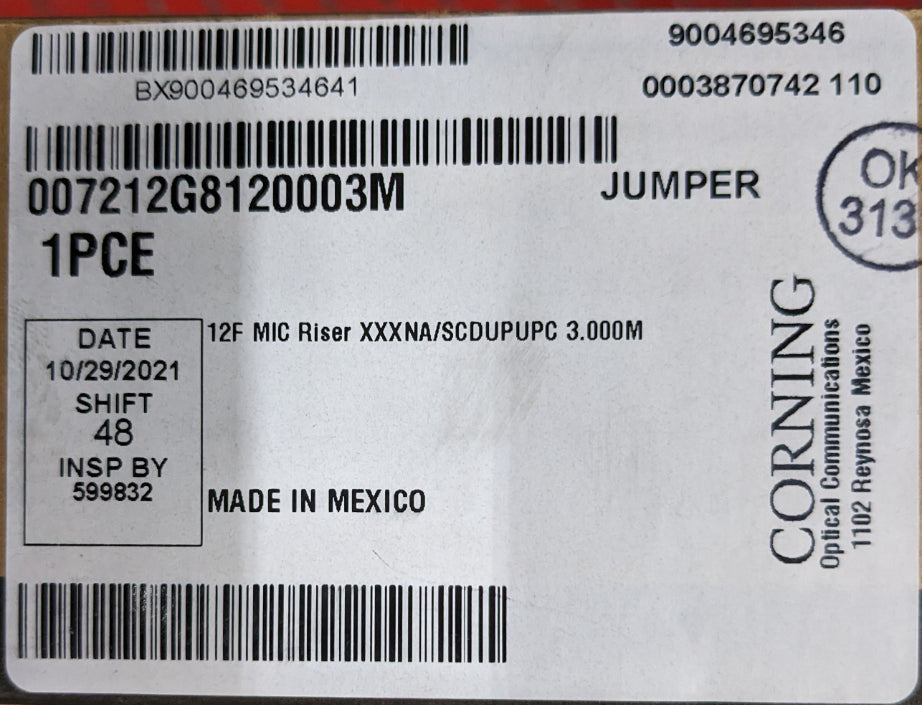 BX900469534641
9004695346
0003870742 110
007212G8120003M
JUMPER
1PCE
OK
313
DATE
10/29/2021
SHIFT
48
INSP BY
599832
12F MIC Riser XXXNA/SCDUPUPC 3.000M
MADE IN MEXICO
CORNING
Optical Communications
1102 Reynosa Mexico